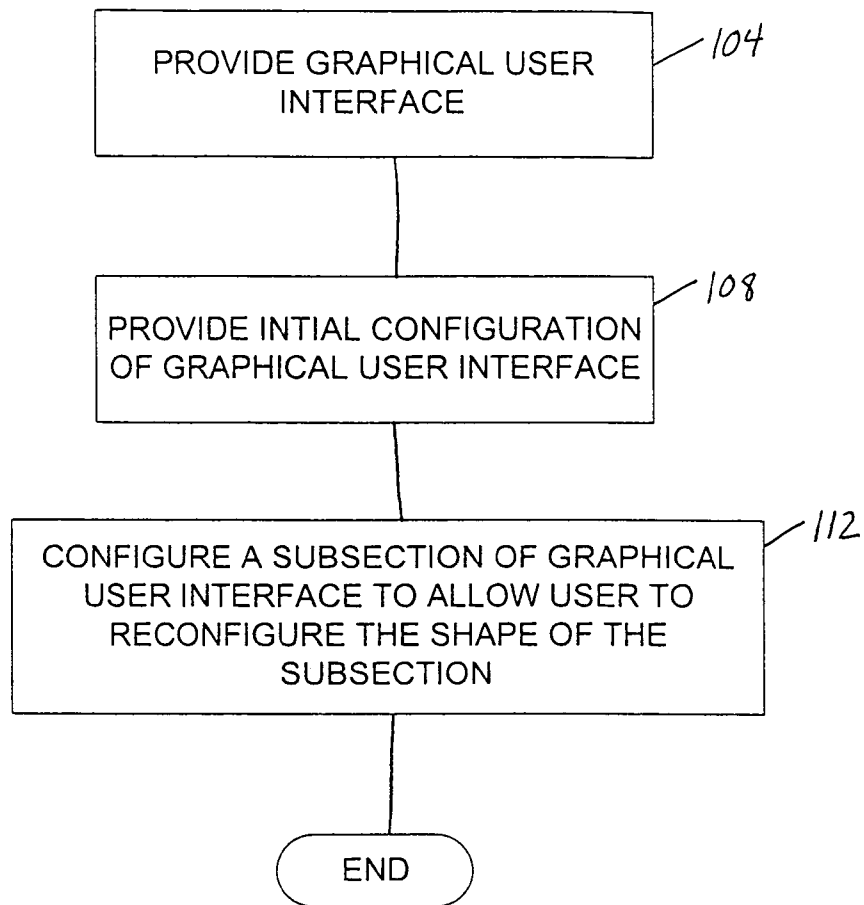 104
PROVIDE GRAPHICAL USER
INTERFACE
108
PROVIDE INTIAL CONFIGURATION
OF GRAPHICAL USER INTERFACE
112
CONFIGURE A SUBSECTION OF GRAPHICAL
USER INTERFACE TO ALLOW USER TO
RECONFIGURE THE SHAPE OF THE
SUBSECTION
END